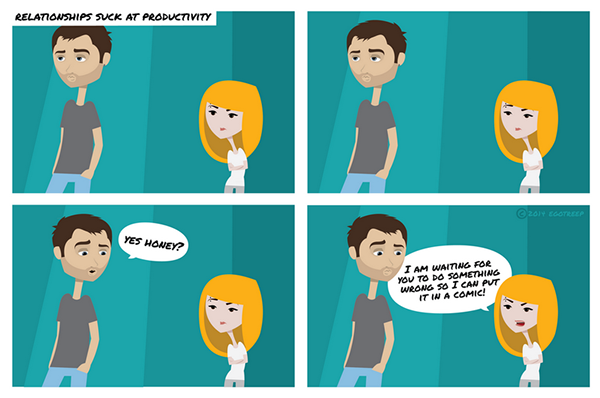 RELATIONSHIPS SUCK AT PRODUCTIVITY
YES HONEY?
© 2014 EGOTREEP
I AM WAITING FOR
YOU TO DO SOMETHING
WRONG SO I CAN PUT
IT IN A COMIC!